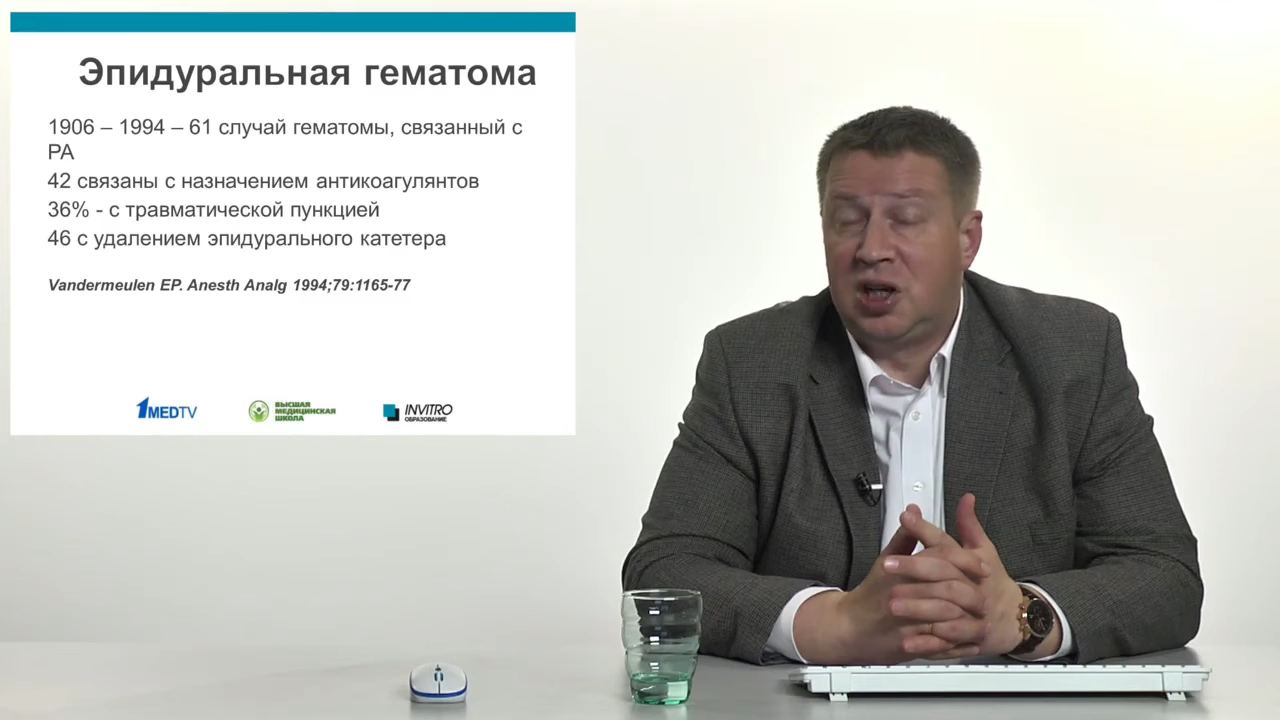 Эпидуральная гематома
1906 – 1994 – 61 случай гематомы, связанный с
РА
42 связаны с назначением антикоагулянтов
36% - с травматической пункцией
46 с удалением эпидурального катетера
Vandermeulen EP. Anesth Analg 1994;79:1165-77
1MEDTV
ВЫСШАЯ
МЕДИЦИНСКАЯ
ШКОЛА
INVITRO
ОБРАЗОВАНИЕ